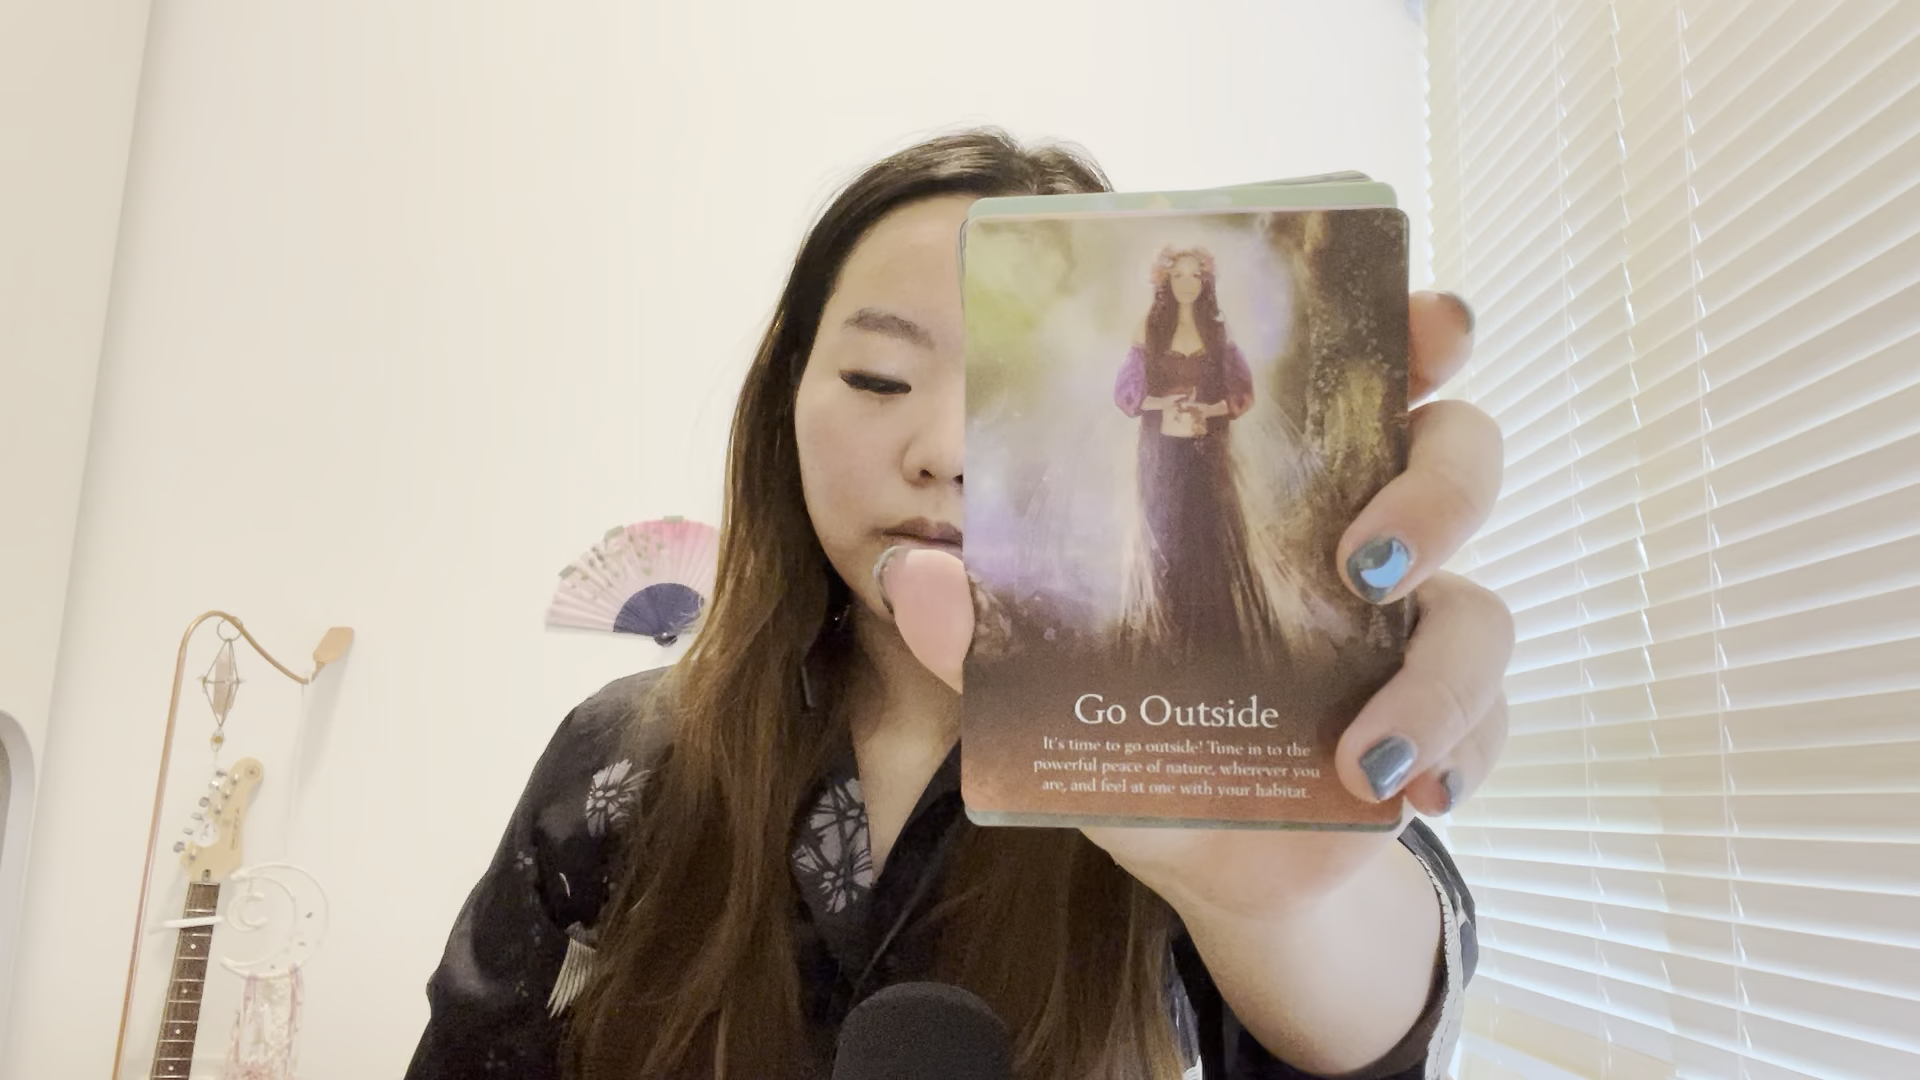 Go Outside
It's time to go outside! Tune in to the
powerful peace of nature, wherever you
are, and feel at one with your habitat.